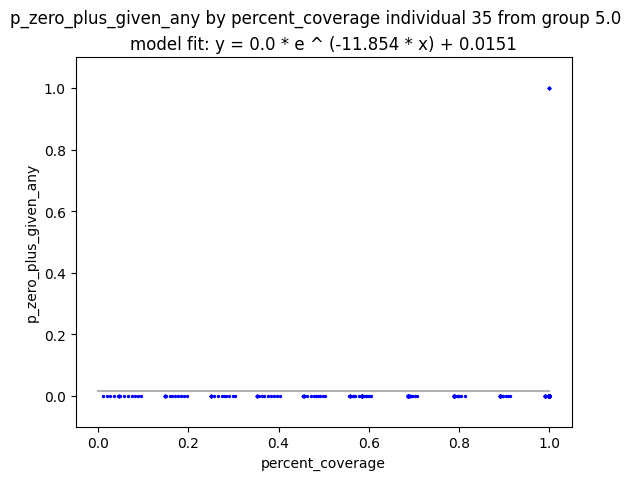 p_zero_plus_given_any by percent_coverage individual 35 from group 5.0
model fit: y = 0.0 * e ^ (-11.854 * x) + 0.0151
1.0
0.8
0.6
0.4
0.2
0.0
p_zero_plus_given_any
0.0 0.2 0.4 0.6 0.8 1.0
percent_coverage